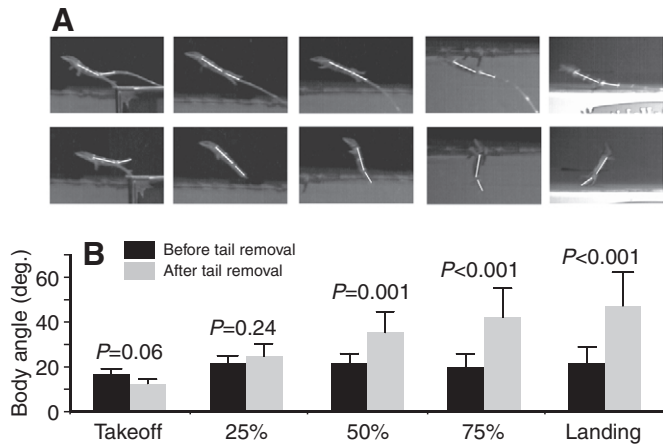 A
B
Before tail removal
After tail removal
Body angle (deg.)
60
40
20
0
P=0.06
P=0.24
P=0.001
P<0.001
P<0.001
Takeoff
25%
50%
75%
Landing